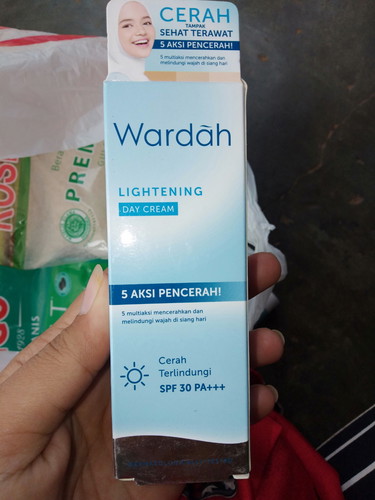 CERAH
TAMPAK
SEHAT TERAWAT
5 AKSI PENCERAH!
5 multiaksi mencerahkan dan
melindungi wajah di siang hari
Wardah
LIGHTENING
DAY CREAM
5 AKSI PENCERAH!
5 multiaksi mencerahkan dan
melindungi wajah di siang hari
Cerah
Terlindungi
SPF 30 PA+++